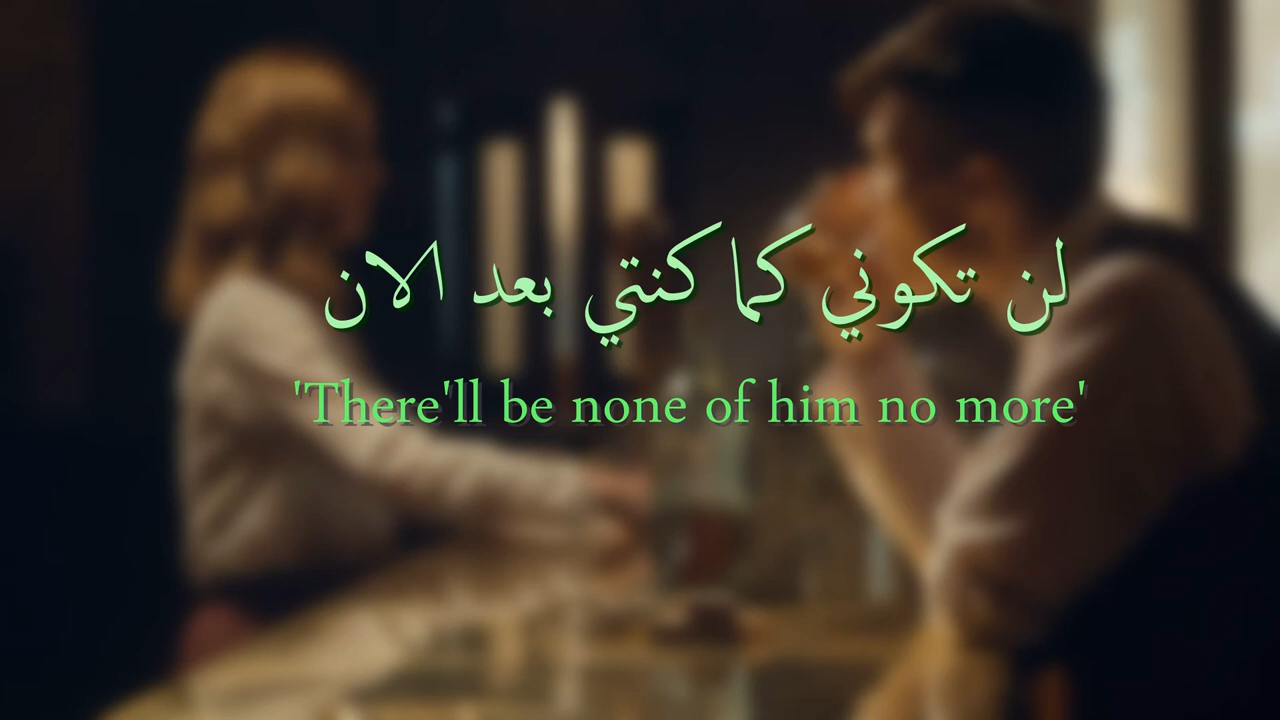 لن تكوني كما كنتي بعد الان
'There'll be none of him no more'